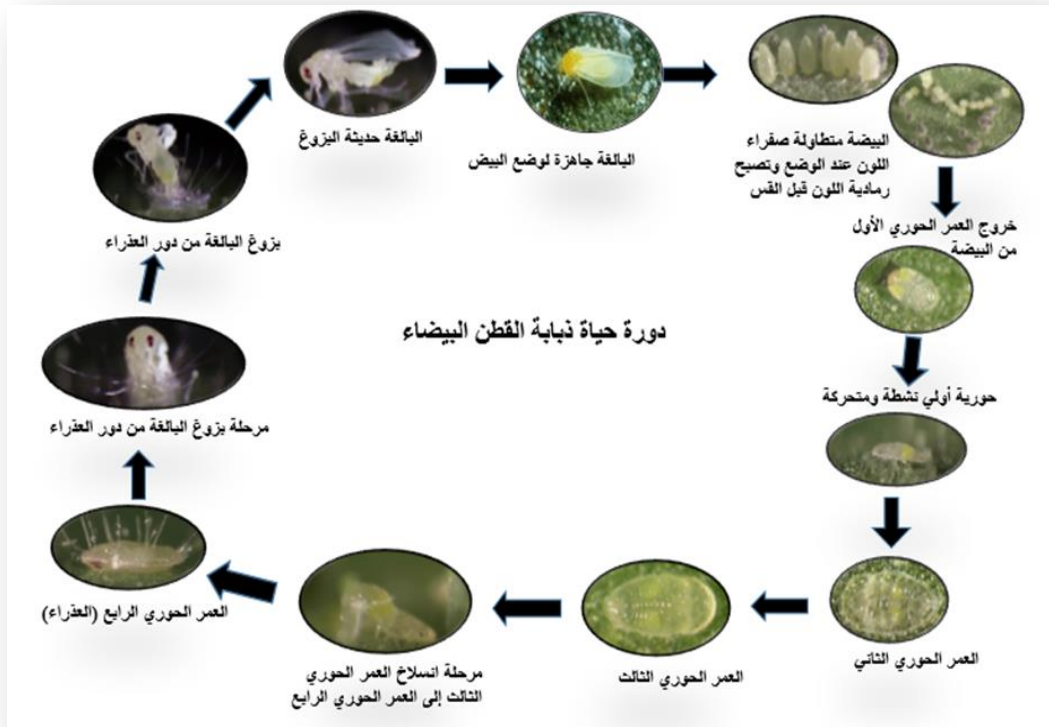 دورة حياة ذبابة القطن البيضاء
البيضة متطاولة صفراء
اللون عند الوضع وتصبح
رمادية اللون قبل الفس
خروج العمر الحوري الأول
من البيضة
حورية أولي نشطة ومتحركة
العمر الحوري الثاني
العمر الحوري الثالث
مرحلة انسلاخ العمر الحوري
الثالث إلى العمر الحوري الرابع
العمر الحوري الرابع (العذراء)
مرحلة بزوغ البالغة من دور العذراء
بزوغ البالغة من دور العذراء
البالغة حديثة البزوغ
البالغة جاهزة لوضع البيض